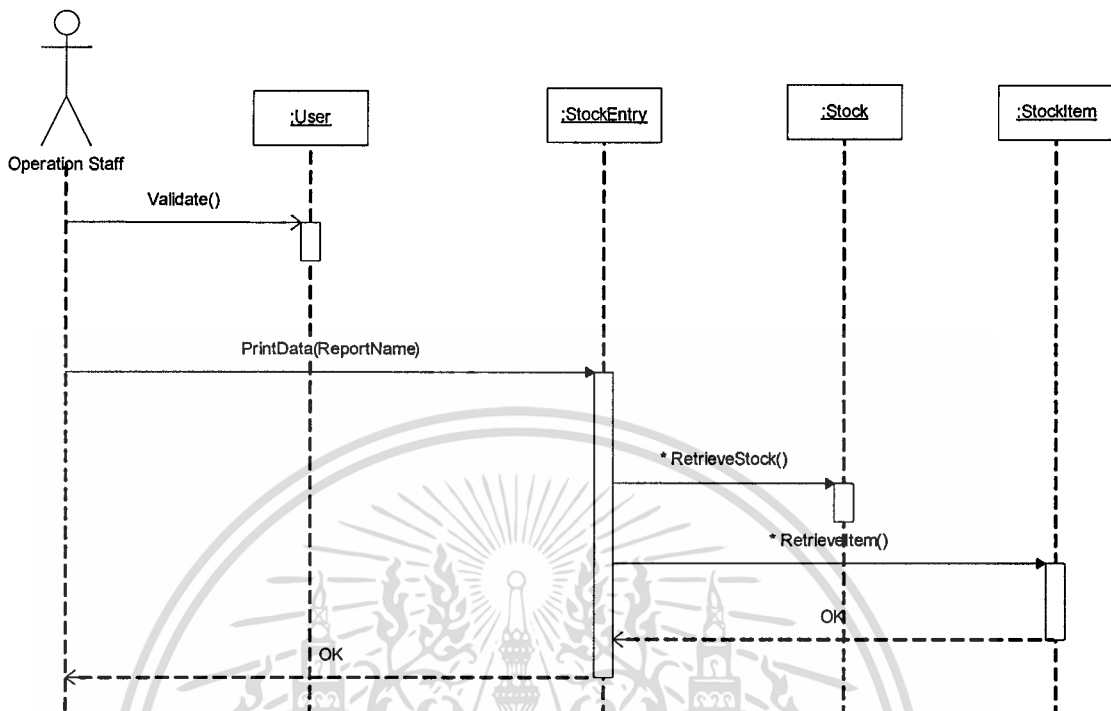 :User
:StockEntry
:Stock
:StockItem
Operation Staff
Validate()
PrintData(ReportName)
* RetrieveStock()
* RetrieveItem()
OK
OK